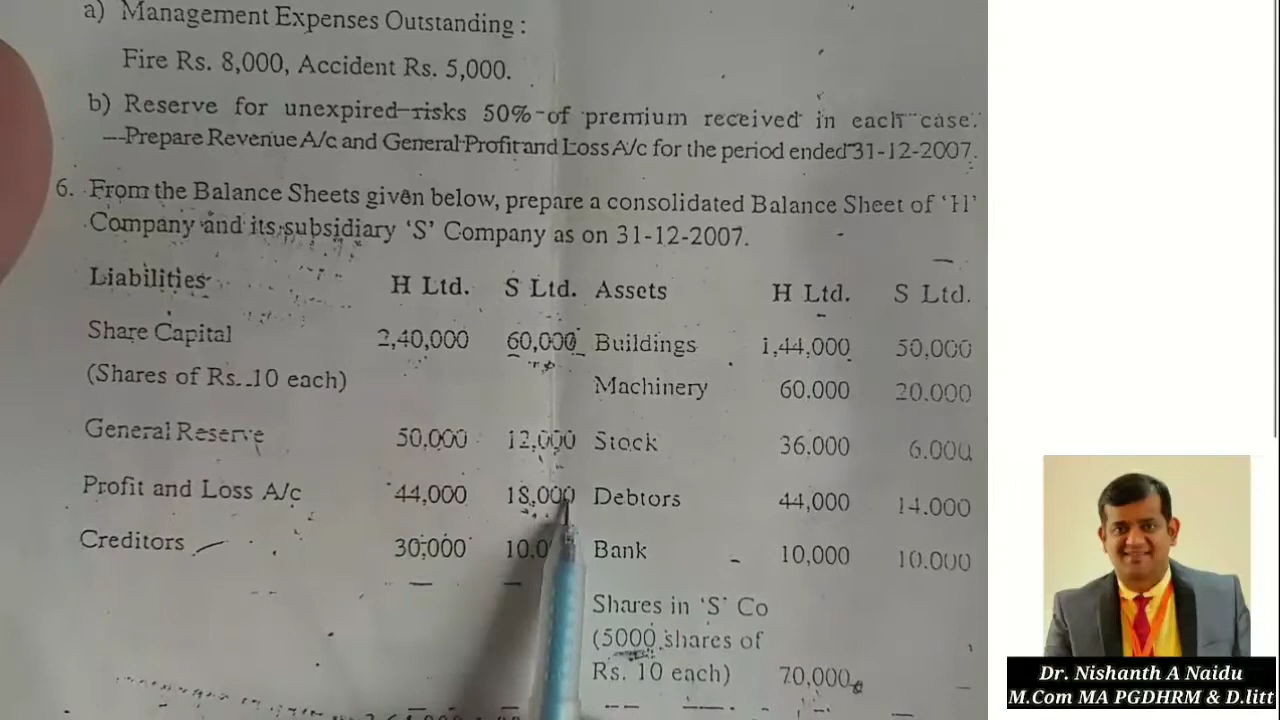 a) Management Expenses Outstanding :
Fire Rs. 8,000, Accident Rs. 5,000.
b) Reserve for unexpired risks 50% of premium received in each case.
—Prepare Revenue A/c and General Profit and Loss A/c for the period ended 31-12-2007.
6. From the Balance Sheets given below, prepare a consolidated Balance Sheet of 'H'
Company and its subsidiary 'S' Company as on 31-12-2007.
Liabilities H Ltd. S Ltd. Assets H Ltd. S Ltd.
Share Capital 2,40,000 60,000 Buildings 1,44,000 50,000
(Shares of Rs. 10 each) Machinery 60.000 20.000
General Reserve 50,000 12,000 Stock 36.000 6.000
Profit and Loss A/c 44,000 18,000 Debtors 44,000 14.000
Creditors 30,000 Bank 10,000 10.000
Shares in 'S' Co
(5000 shares of
Rs. 10 each) 70,000
Dr. Nishanth A Naidu
M.Com MA PGDHRM & D.litt